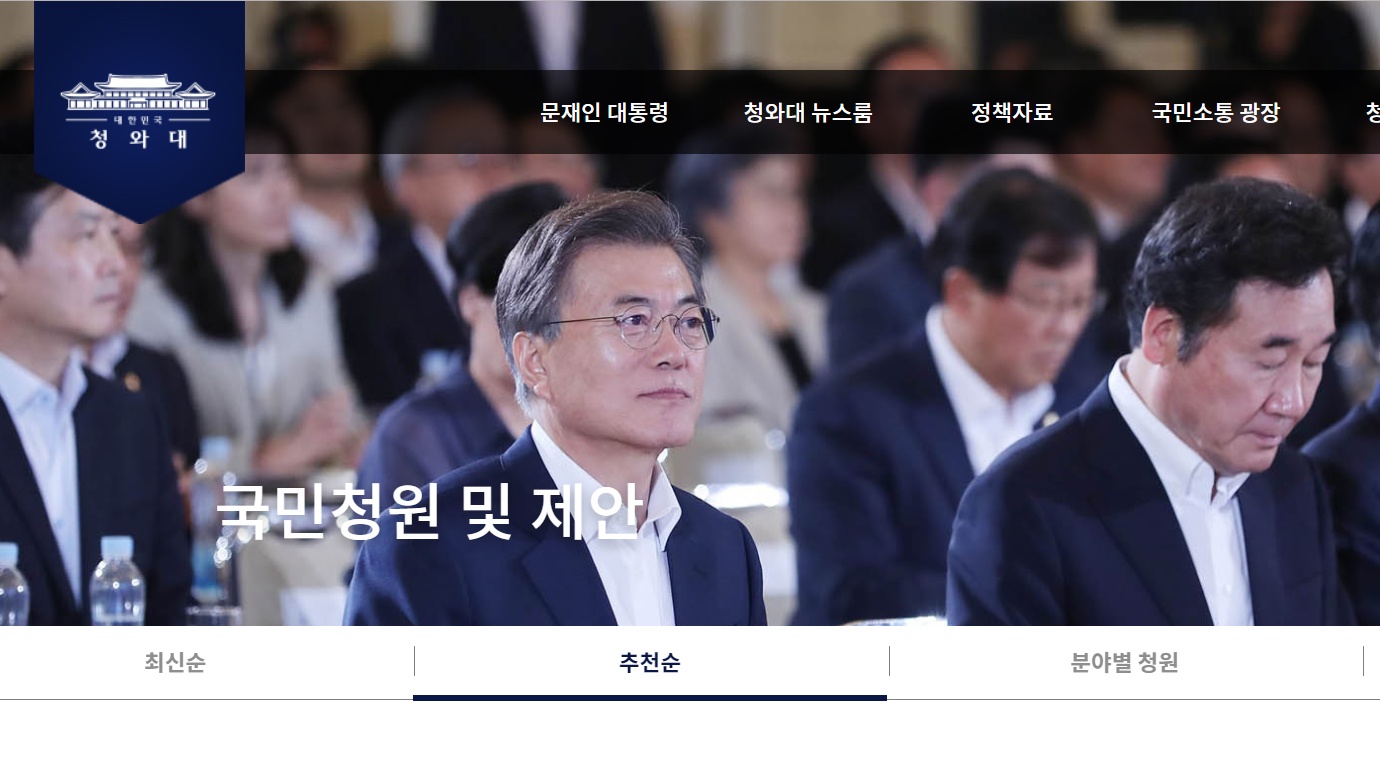 대한민국
청와대
문재인 대통령
청와대 뉴스룸
정책자료
국민소통 광장
국민청원 및 제안
최신순
추천순
분야별 청원